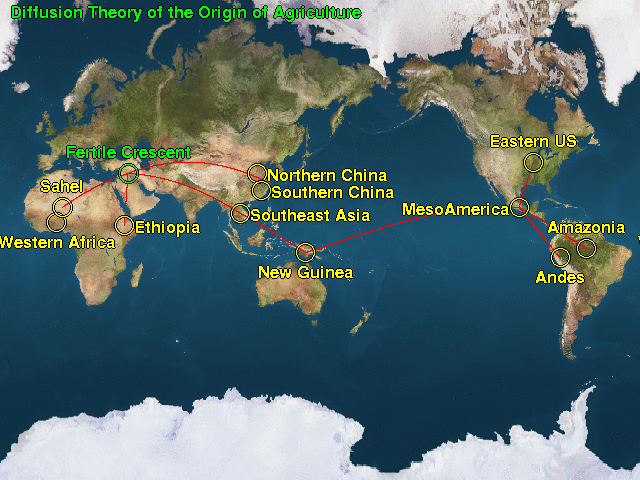 Diffusion Theory of the Origin of Agriculture
Eastern US
Fertile Crescent
Northern China
Sahel
Southern China
MesoAmerica
Southeast Asia
Ethiopia
Amazonia
Western Africa
New Guinea
Andes